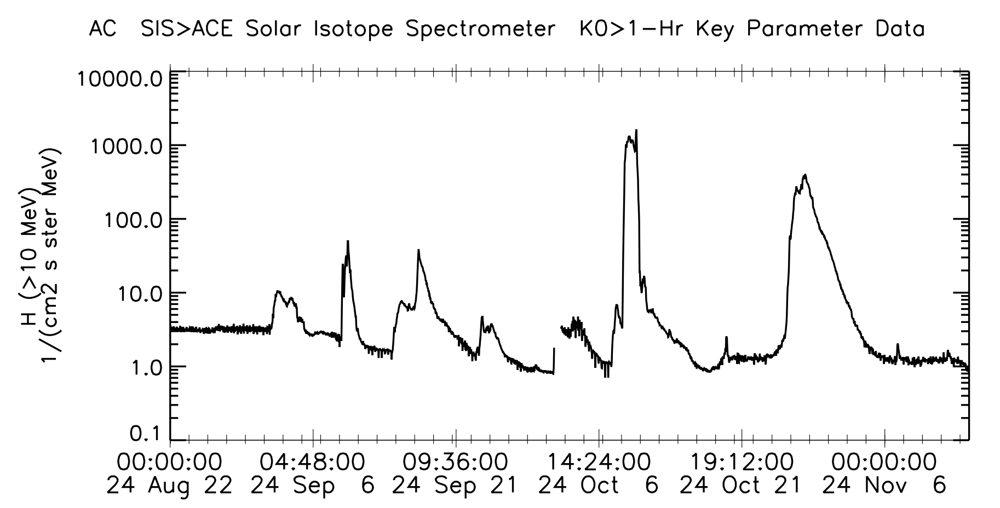 AC SIS>ACE Solar Isotope Spectrometer K0>1-Hr Key Parameter Data
H (>10 MeV)
1/(cm2 s ster MeV)
10000.0
1000.0
100.0
10.0
1.0
0.1
00:00:00 04:48:00 09:36:00 14:24:00 19:12:00 00:00:00
24 Aug 22 24 Sep 6 24 Sep 21 24 Oct 6 24 Oct 21 24 Nov 6